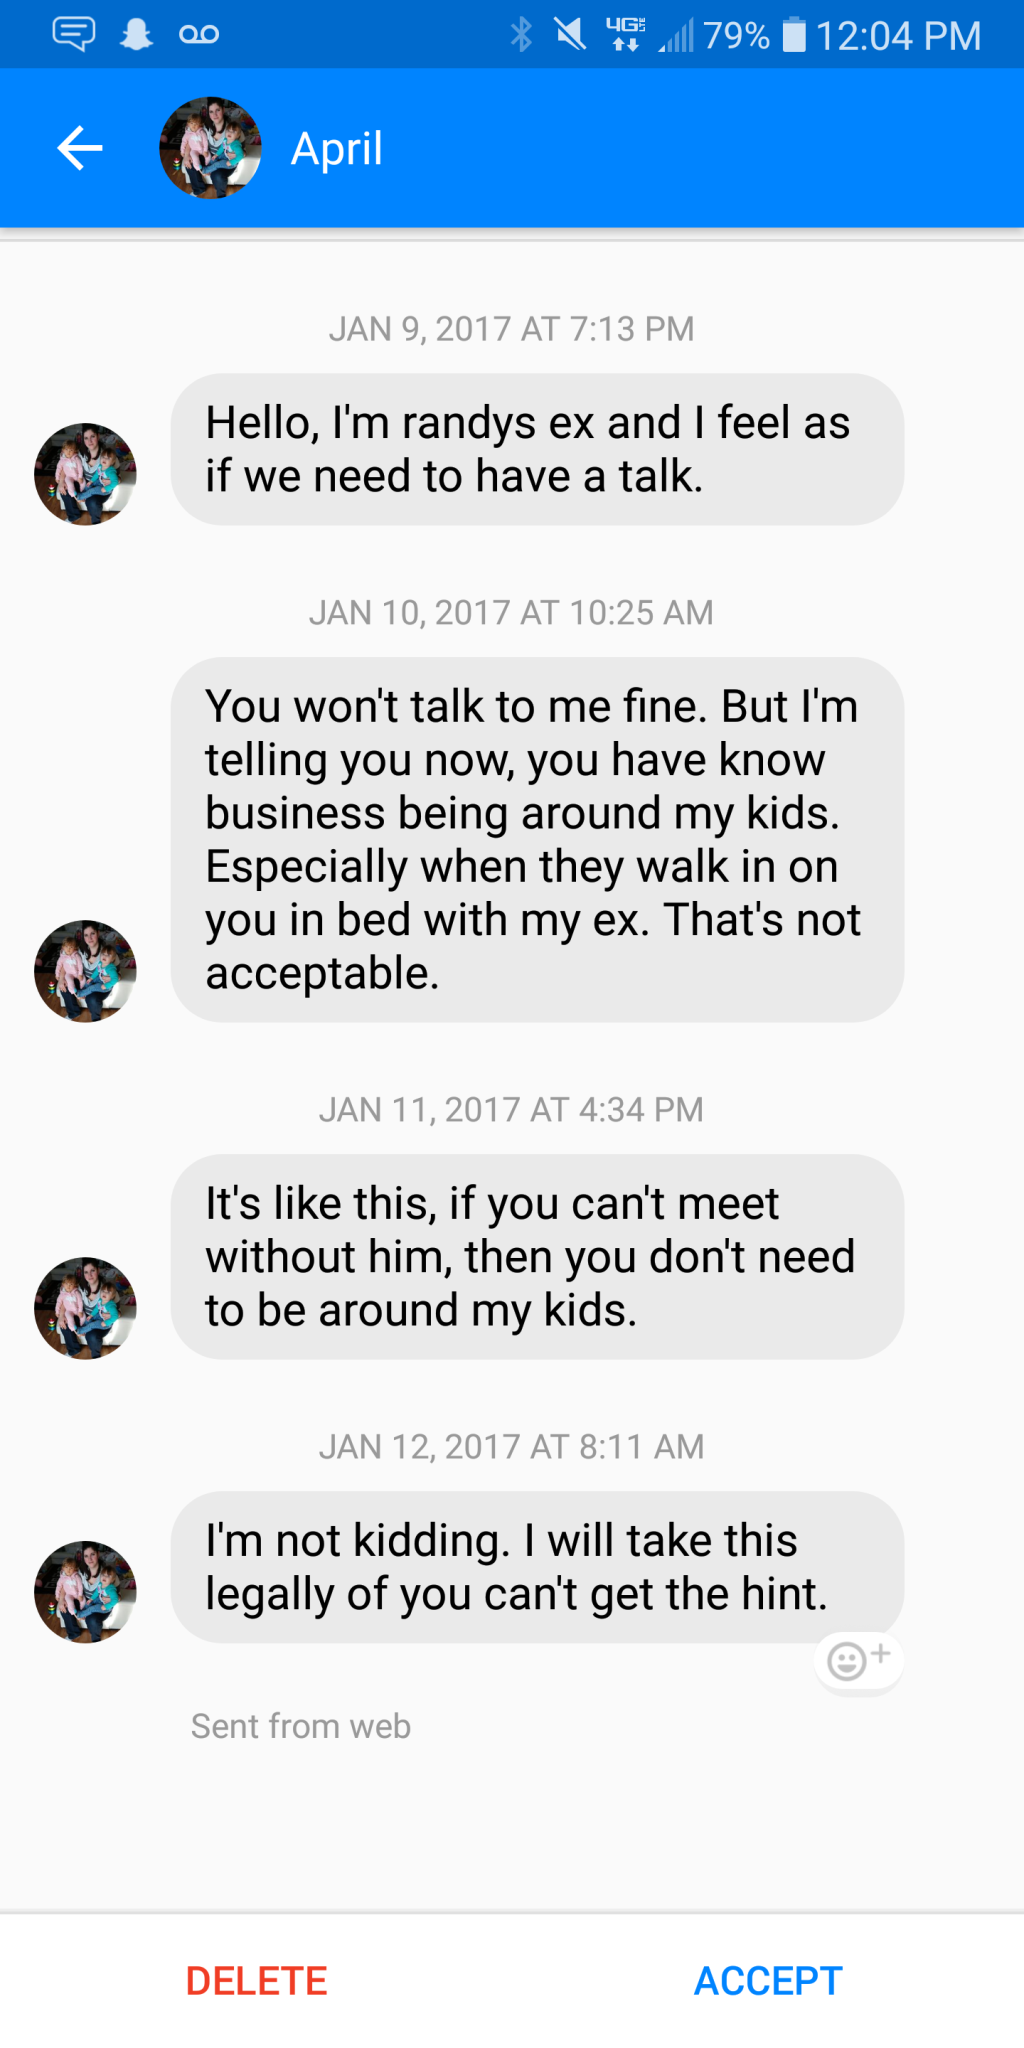 79% 12:04 PM
April
JAN 9, 2017 AT 7:13 PM
Hello, I'm randys ex and I feel as
if we need to have a talk.
JAN 10, 2017 AT 10:25 AM
You won't talk to me fine. But I'm
telling you now, you have know
business being around my kids.
Especially when they walk in on
you in bed with my ex. That's not
acceptable.
JAN 11, 2017 AT 4:34 PM
It's like this, if you can't meet
without him, then you don't need
to be around my kids.
JAN 12, 2017 AT 8:11 AM
I'm not kidding. I will take this
legally of you can't get the hint.
Sent from web
DELETE ACCEPT